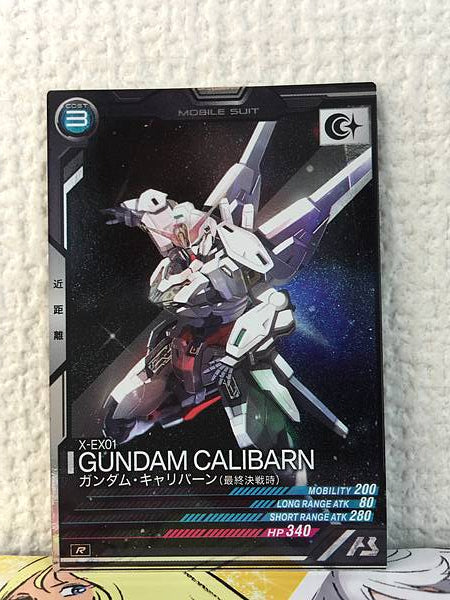 COST
3
MOBILE SUIT
近距離
X-EX01
GUNDAM CALIBARN
ガンダム・キャリバーン(最終決戦時)
MOBILITY 200
LONG RANGE ATK 80
SHORT RANGE ATK 280
HP 340
R
AS